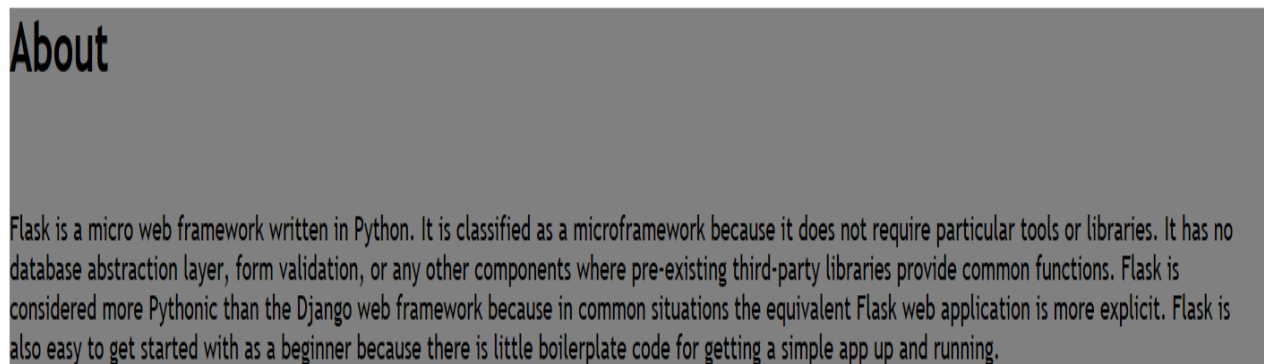 About
Flask is a micro web framework written in Python. It is classified as a microframework because it does not require particular tools or libraries. It has no
database abstraction layer, form validation, or any other components where pre-existing third-party libraries provide common functions. Flask is
considered more Pythonic than the Django web framework because in common situations the equivalent Flask web application is more explicit. Flask is
also easy to get started with as a beginner because there is little boilerplate code for getting a simple app up and running.